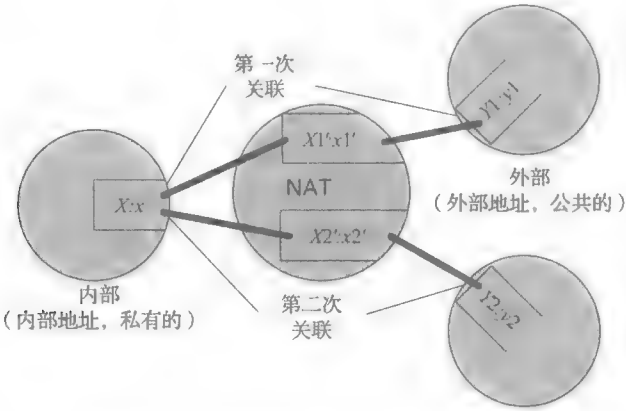 第一次
关联
Y1:y1
X1':x1'
NAT
X:x
外部
(外部地址，公共的)
X2':x2'
内部
(内部地址，私有的)
第二次
关联
Y2:y2